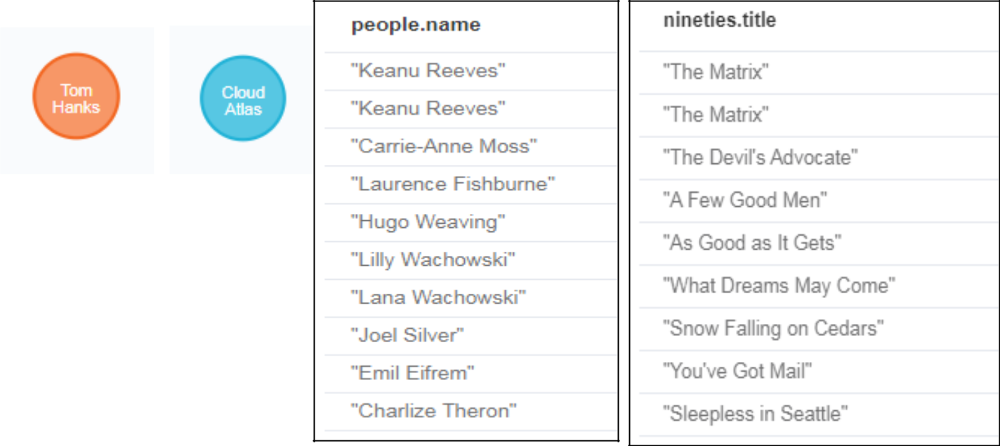 Tom
Hanks
Cloud
Atlas
people.name
"Keanu Reeves"
"Keanu Reeves"
"Carrie-Anne Moss"
"Laurence Fishburne"
"Hugo Weaving"
"Lilly Wachowski"
"Lana Wachowski"
"Joel Silver"
"Emil Eifrem"
"Charlize Theron"
nineties.title
"The Matrix"
"The Matrix"
"The Devil's Advocate"
"A Few Good Men"
"As Good as It Gets"
"What Dreams May Come"
"Snow Falling on Cedars"
"You've Got Mail"
"Sleepless in Seattle"